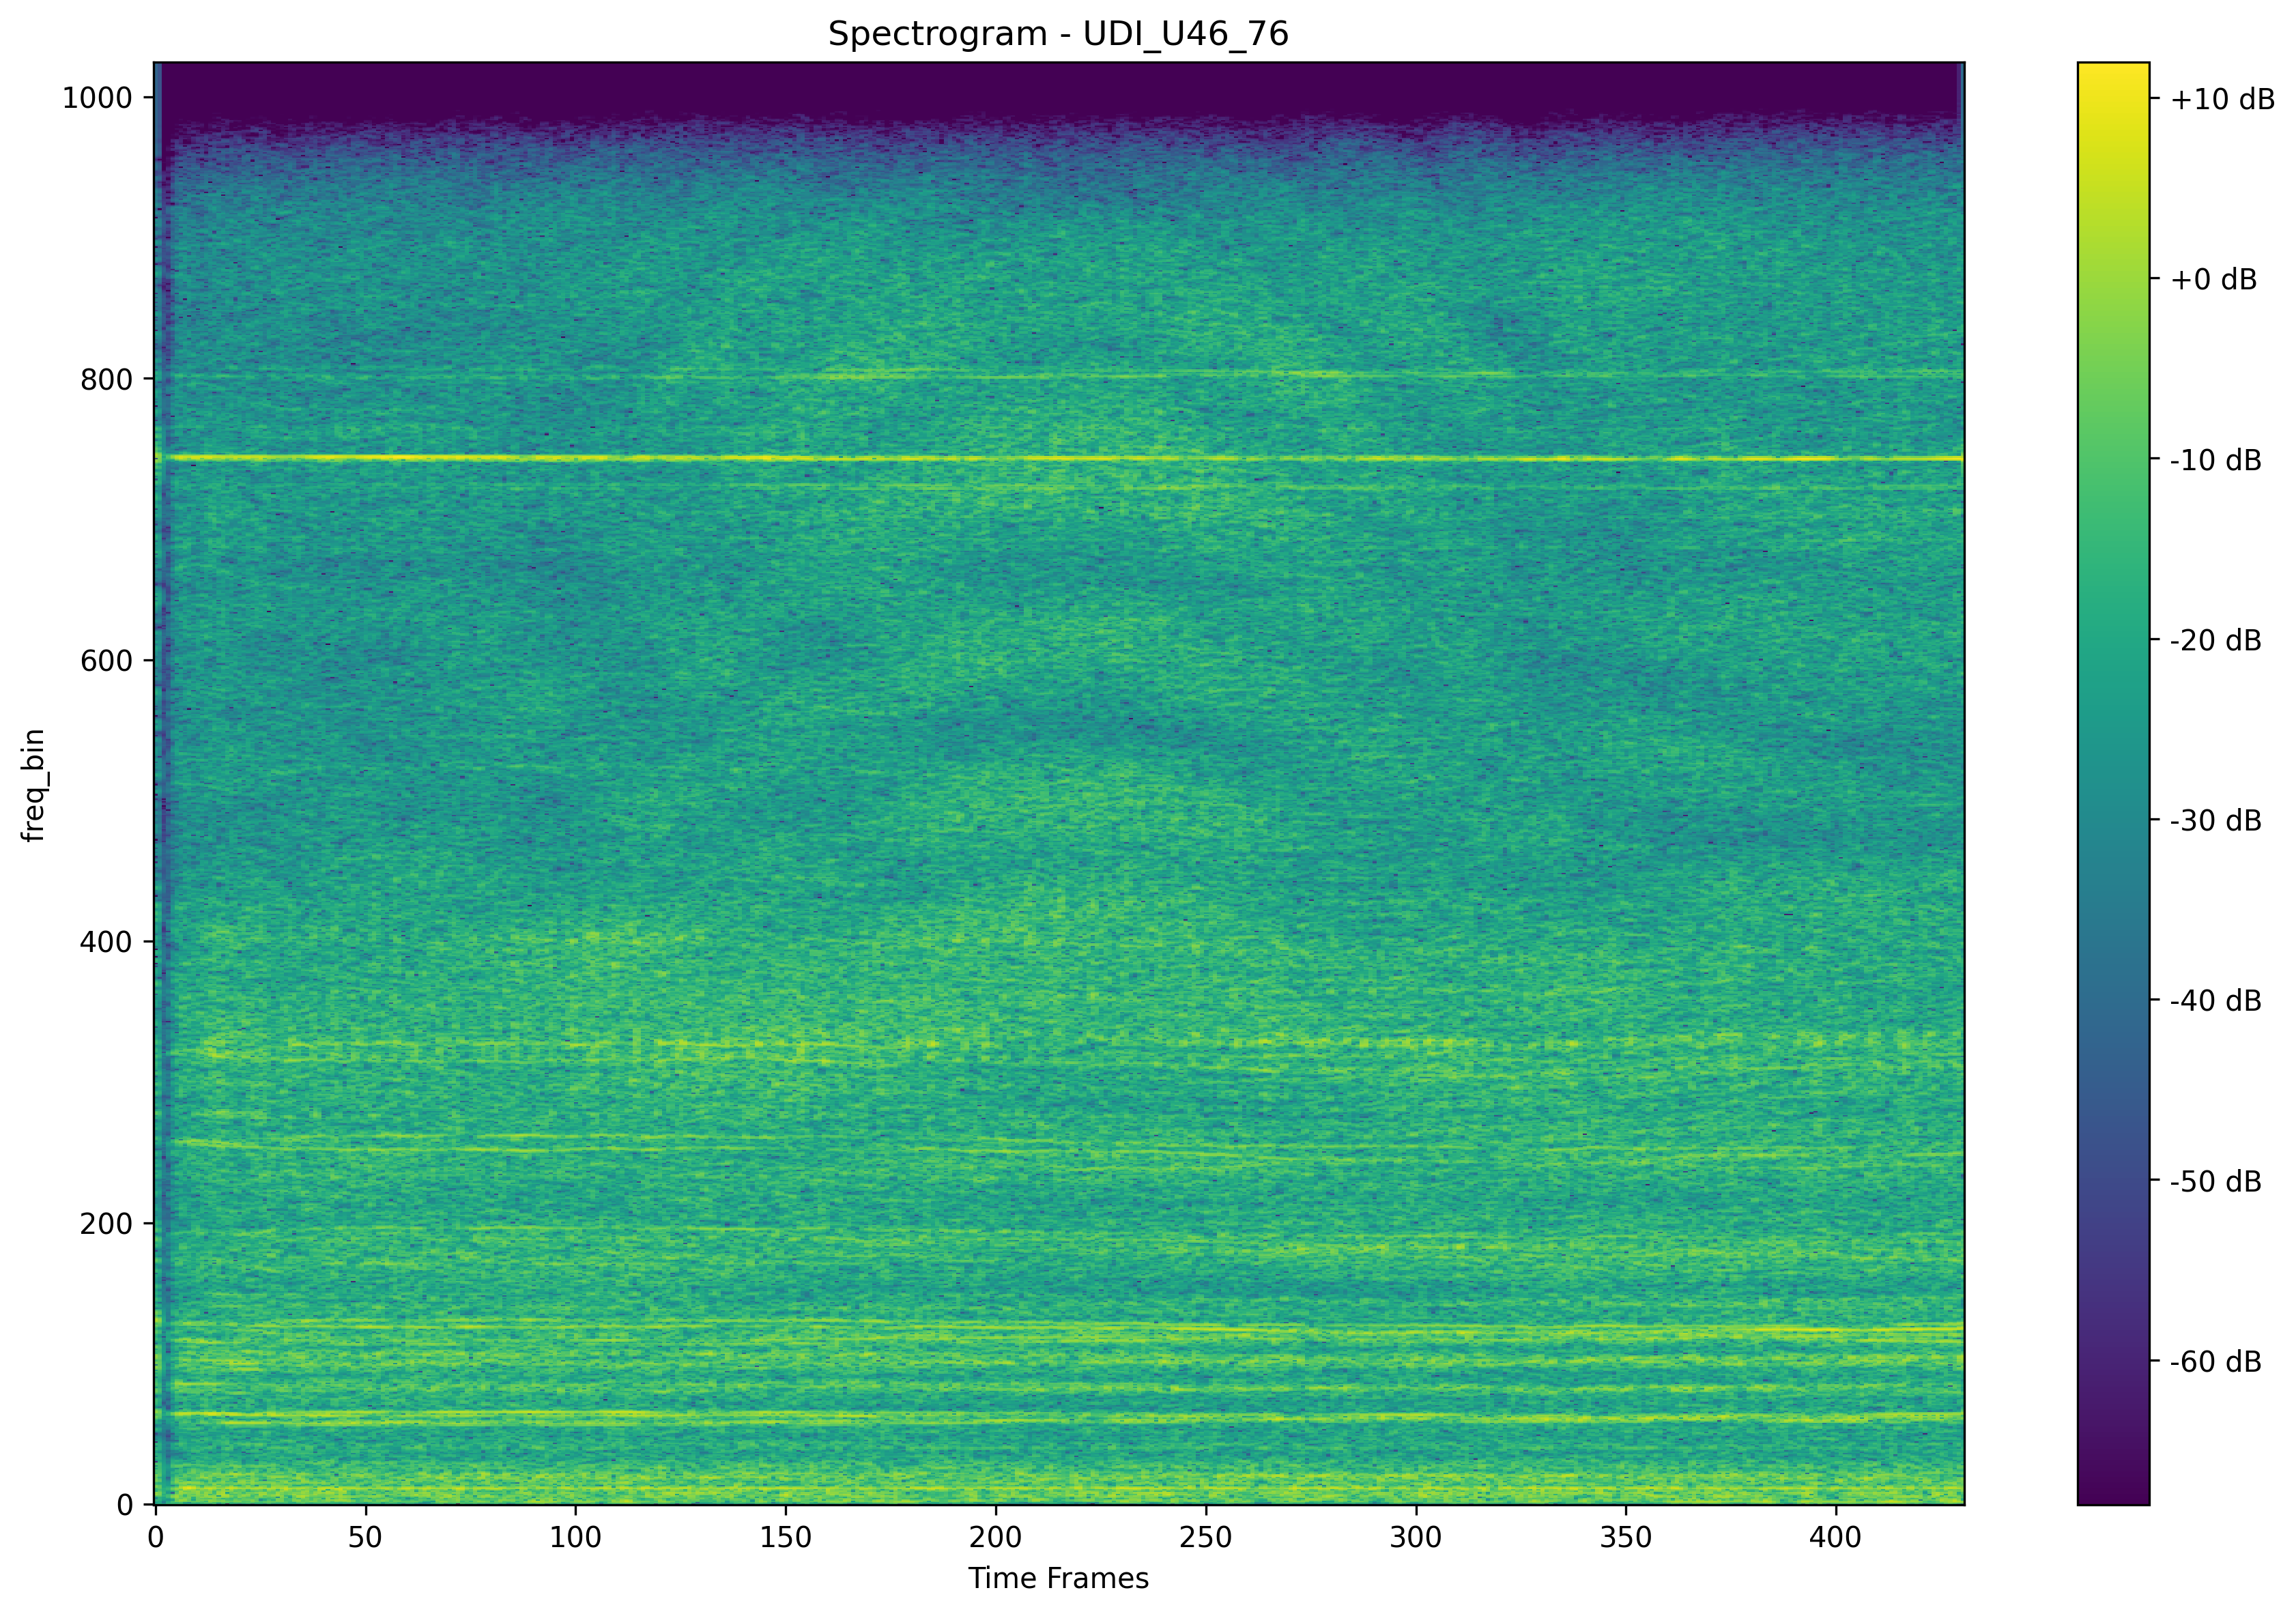 Spectrogram - UDI_U46_76
1000
800
600
400
200
0
freq_bin
0 50 100 150 200 250 300 350 400
Time Frames
+10 dB
+0 dB
-10 dB
-20 dB
-30 dB
-40 dB
-50 dB
-60 dB